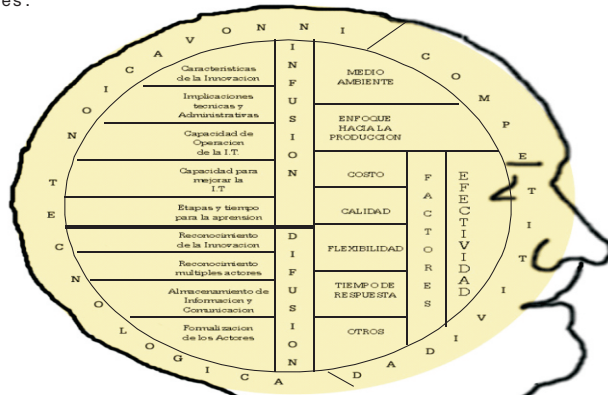 es.
INNOVACION TECNOLOGICA
COMPETITIVIDAD
INFUSION
Caracteristicas
de la Innovacion
Implicaciones
tecnicas y
Administrativas
Capacidad de
Operacion
de la I.T.
Capacidad para
mejorar la
I.T
Etapas y tiempo
para la aprension
DIFUSION
Reconocimiento
de la Innovacion
Reconocimiento
multiples actores
Almacenamiento de
Informacion y
Comunicacion
Formalizacion
de los Actores
MEDIO
AMBIENTE
ENFOQUE
HACIA LA
PRODUCCION
COSTO
CALIDAD
FLEXIBILIDAD
TIEMPO DE
RESPUESTA
OTROS
FACTORES
EFECTIVIDAD